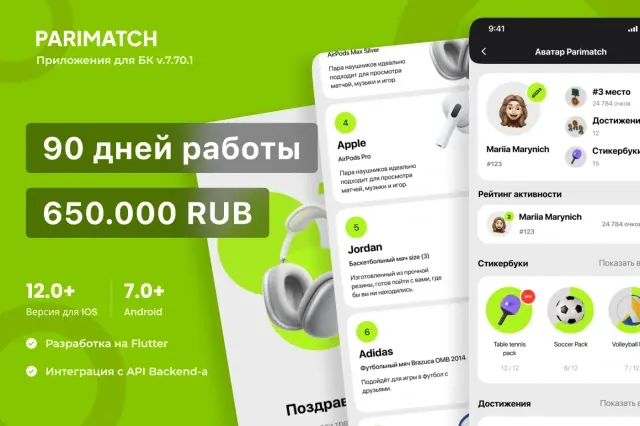 PARIMATCH
Приложения для БК v.7.70.1
90 дней работы
650.000 RUB
12.0+
Версия для IOS
7.0+
Android
Разработка на Flutter
Интеграция с API Backend-a
AirPods Max Silver
Пара наушников идеально
подходит для просмотра
матчей, музыки и игор.
4
Apple
AirPods Pro
Пара наушников идеально
подходит для просмотра
матчей, музыки и игор.
5
Jordan
Баскетбольный мяч size (3)
Изготовленный из прочной
резины, готов пойти с вами, где
бы вы ни находились.
6
Adidas
Футбольный мяч Brazuca OMB 2014
Подойдёт для игры в футбол с
друзьями.
Поздрав
9:41
Аватар Parimatch
Mariia Marynich
#123
#3 место
24 784 очков
Достижени
12
Стикербуки
15
Рейтинг активности
3
Mariia Marynich
#123
24 784 очков
Стикербуки
Показать в
Table tennis
pack
12 / 12
Soccer Pack
6/12
Volleyball
7 / 12
Достижения
Показать в